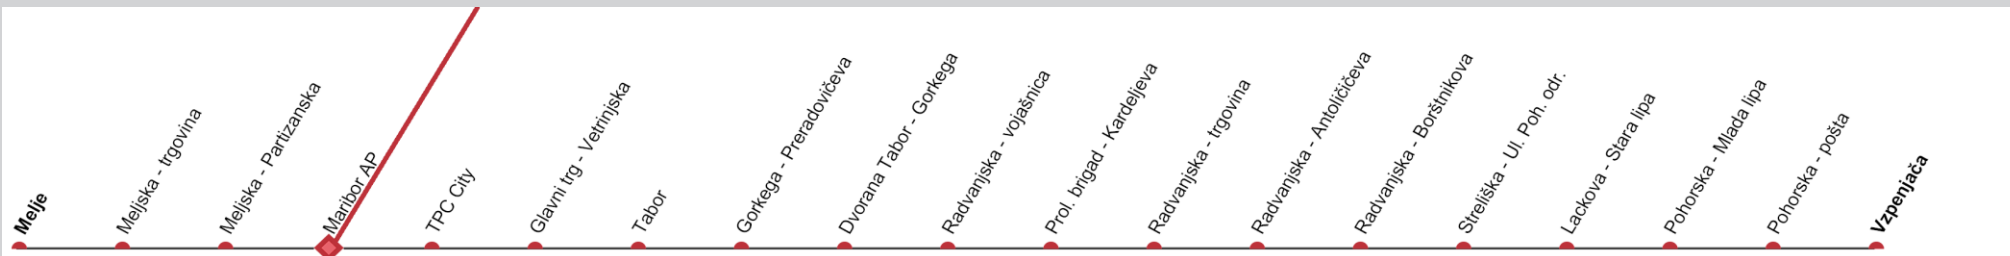 Melje
Meljska - trgovina
Meljska - Partizanska
Maribor AP
TPC City
Glavni trg - Vetrinjska
Tabor
Gorkega - Preradovičeva
Dvorana Tabor - Gorkega
Radvanjska - vojašnica
Prol. brigad - Kardeljeva
Radvanjska - trgovina
Radvanjska - Antoličičeva
Radvanjska - Borštnikova
Streliška - Ul. Poh. odr.
Lackova - Stara lipa
Pohorska - Mlada lipa
Pohorska - pošta
Vzpenjača